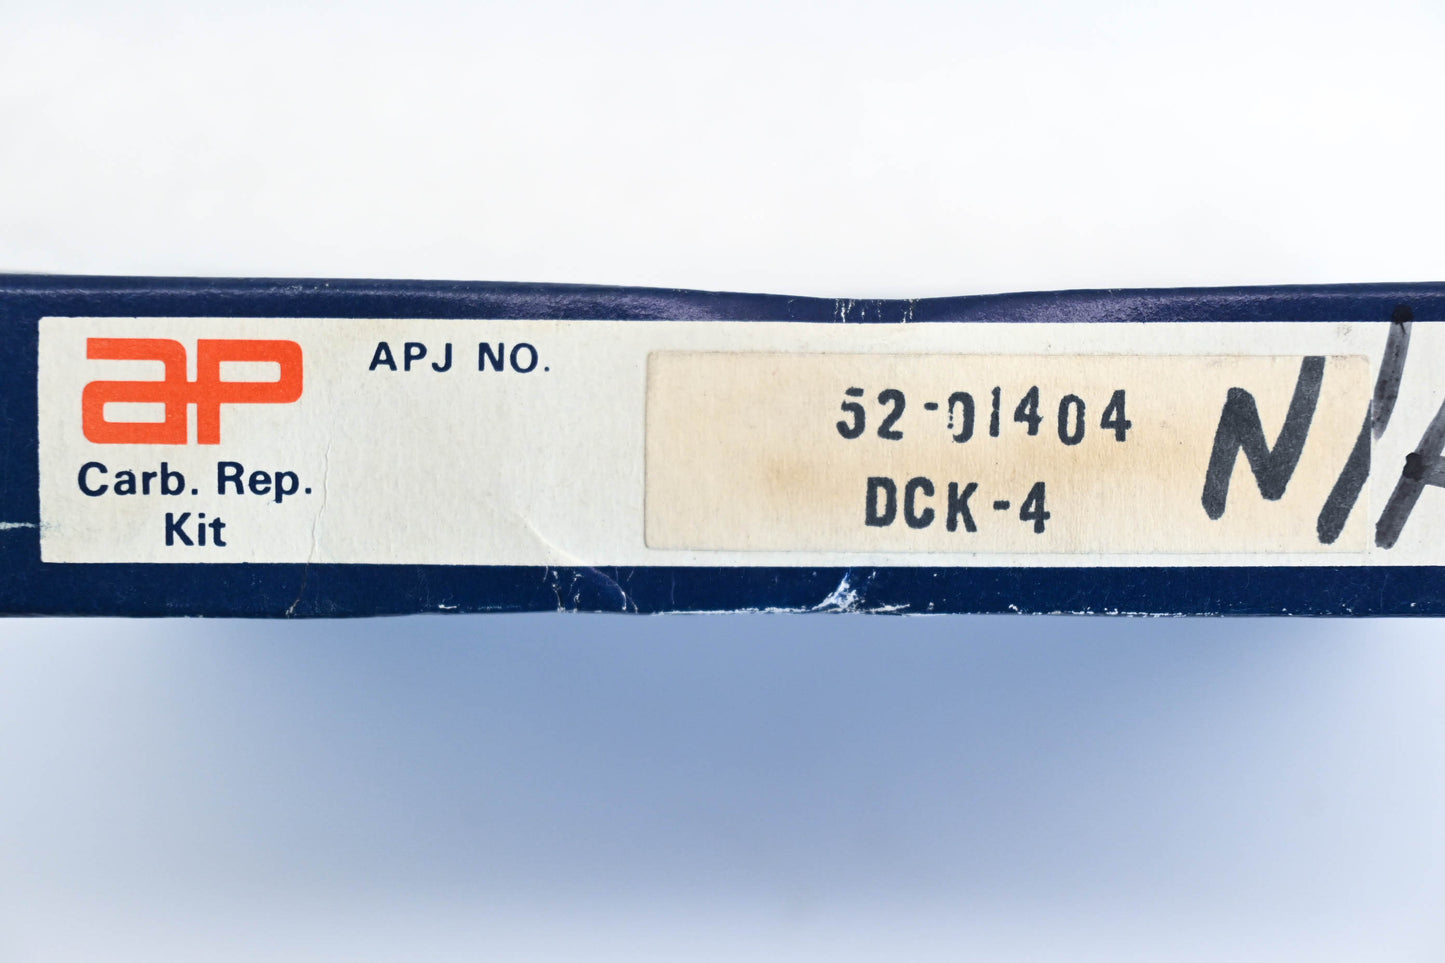 ap
Carb. Rep.
Kit
APJ NO.
52-01404
DCK-4
N/A